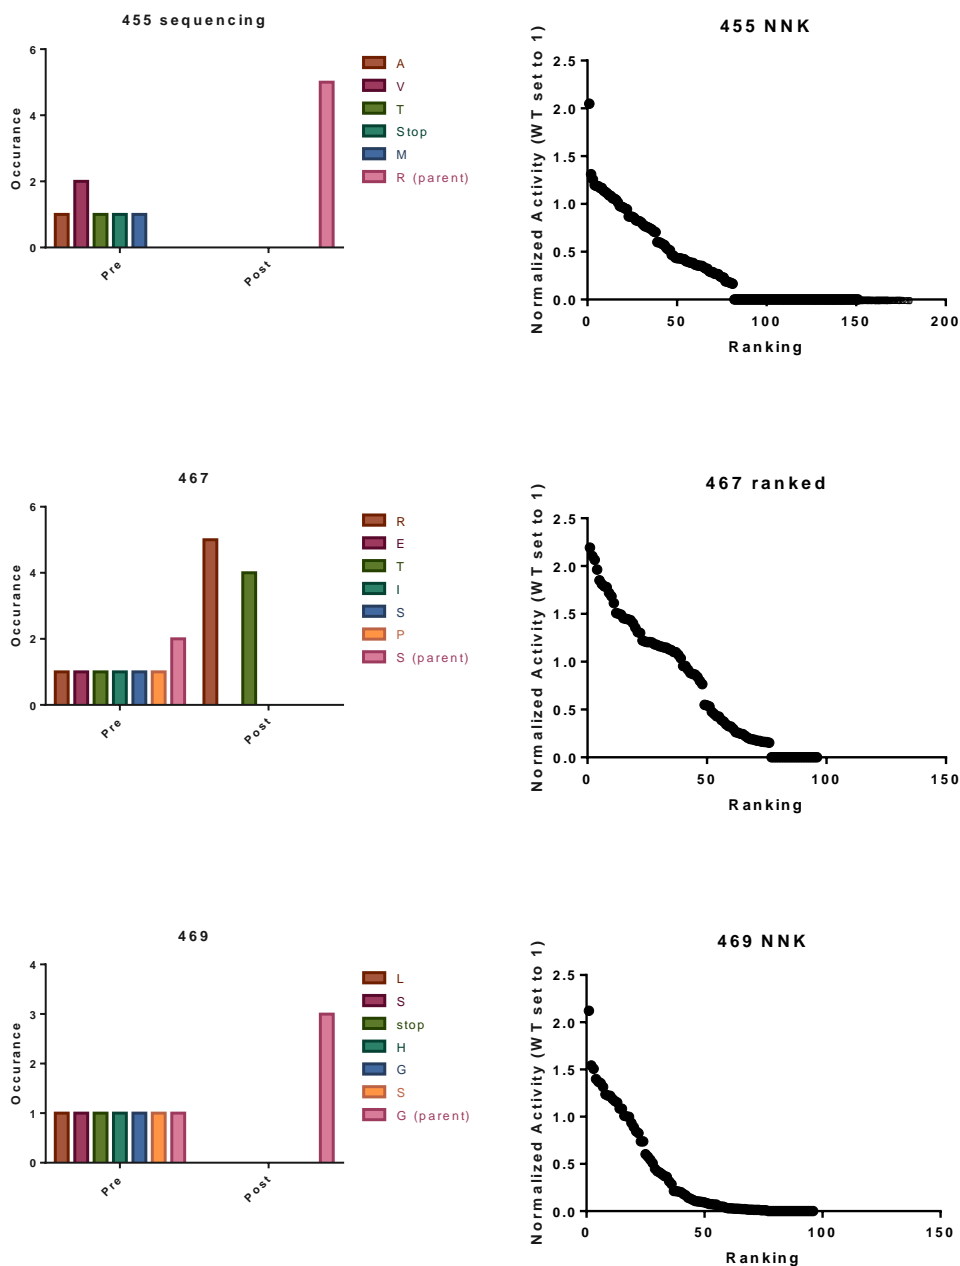 455 sequencing
6
4
2
0
Occurance
Pre
Post
A
V
T
Stop
M
R (parent)
455 NNK
2.5
2.0
1.5
1.0
0.5
0.0
Normalized Activity (WT set to 1)
0
50
100
150
200
Ranking
467
6
4
2
0
Occurance
Pre
Post
R
E
T
I
S
P
S (parent)
467 ranked
2.5
2.0
1.5
1.0
0.5
0.0
Normalized Activity (WT set to 1)
0
50
100
150
Ranking
469
4
3
2
1
0
Occurance
Pre
Post
L
S
stop
H
G
S
G (parent)
469 NNK
2.5
2.0
1.5
1.0
0.5
0.0
Normalized Activity (WT set to 1)
0
50
100
150
Ranking